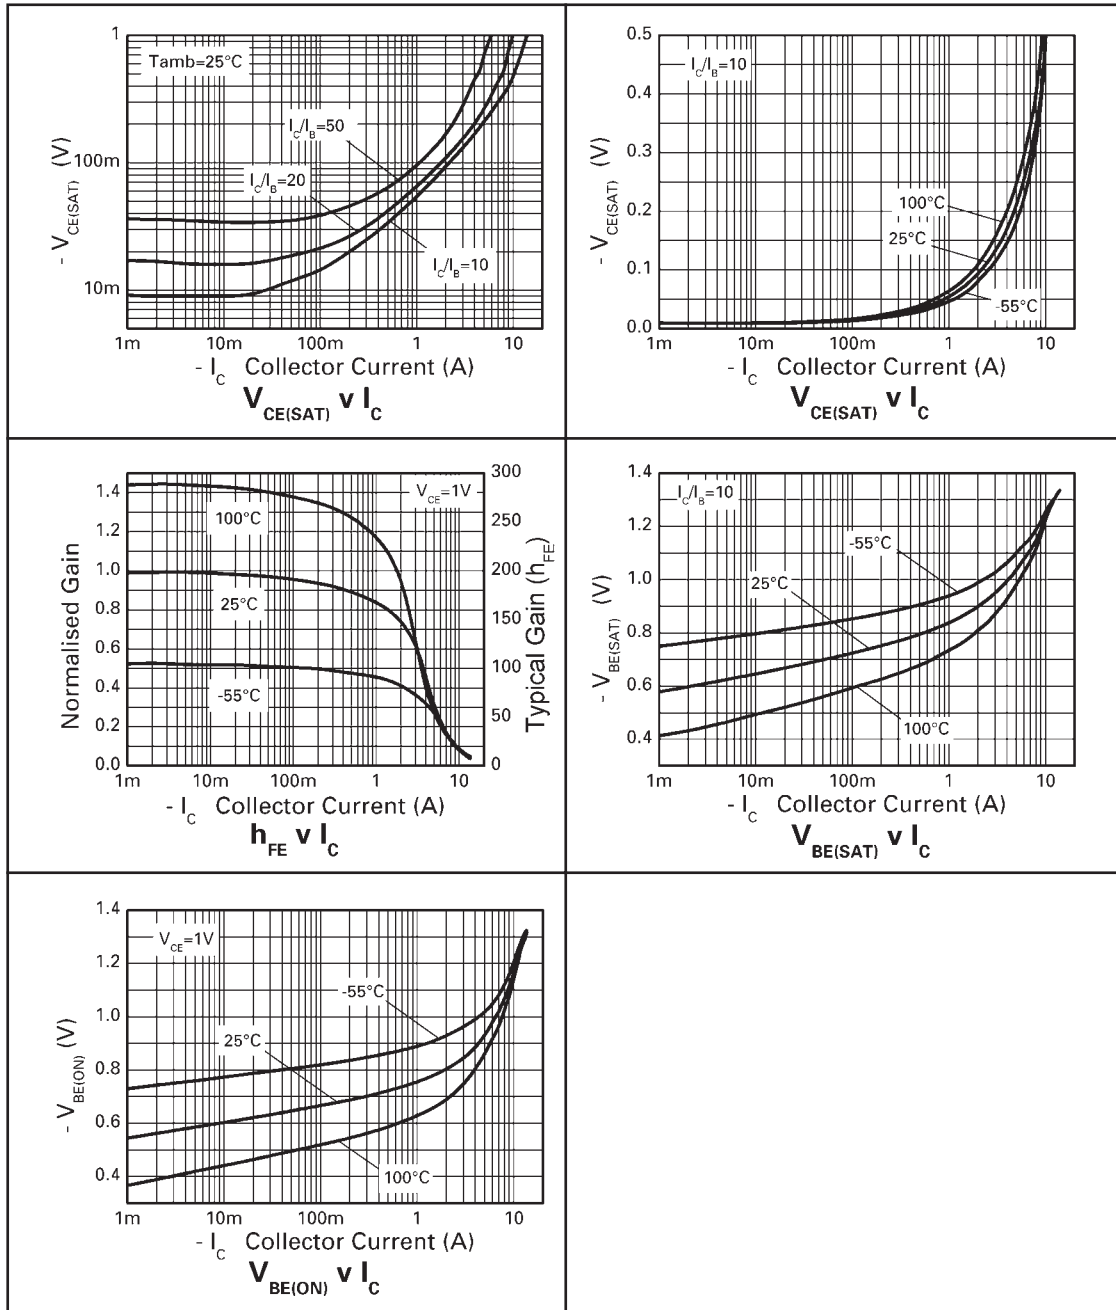 1
100m
10m
- V_CE(SAT) (V)
Tamb=25°C
I_C/I_B=50
I_C/I_B=20
I_C/I_B=10
1m 10m 100m 1 10
- I_C Collector Current (A)
V_CE(SAT) v I_C
0.5
0.4
0.3
0.2
0.1
0.0
- V_CE(SAT) (V)
I_C/I_B=10
100°C
25°C
-55°C
1m 10m 100m 1 10
- I_C Collector Current (A)
V_CE(SAT) v I_C
1.4
1.2
1.0
0.8
0.6
0.4
0.2
0.0
Normalised Gain
V_CE=1V
100°C
25°C
-55°C
300
250
200
150
100
50
0
Typical Gain (h_FE)
1m 10m 100m 1 10
- I_C Collector Current (A)
h_FE v I_C
1.4
1.2
1.0
0.8
0.6
0.4
- V_BE(SAT) (V)
I_C/I_B=10
-55°C
25°C
100°C
1m 10m 100m 1 10
- I_C Collector Current (A)
V_BE(SAT) v I_C
1.4
1.2
1.0
0.8
0.6
0.4
- V_BE(ON) (V)
V_CE=1V
-55°C
25°C
100°C
1m 10m 100m 1 10
- I_C Collector Current (A)
V_BE(ON) v I_C